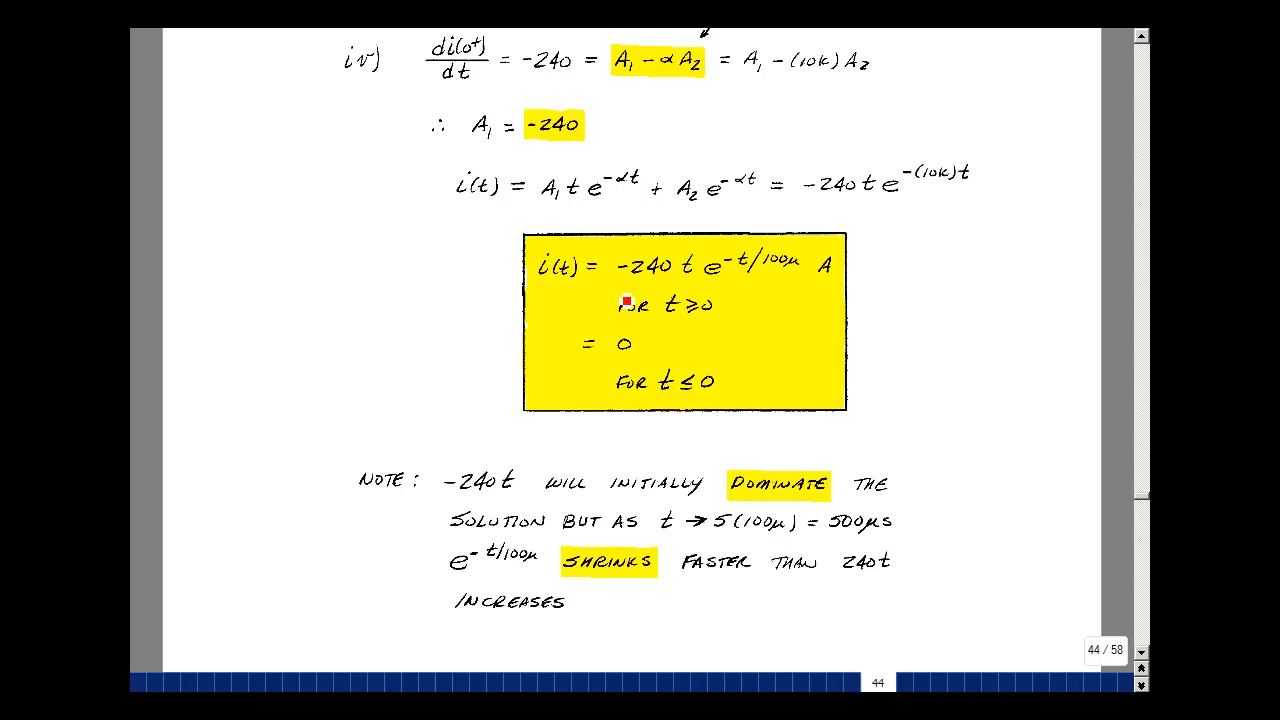 iv) di(0⁺)/dt = -240 = A₁ - αA₂ = A₁ - (10k) A₂
∴ A₁ = -240
i(t) = A₁ t e^-αt + A₂ e^-αt = -240 t e^-(10k)t
i(t) = -240 t e^-t/100μ A
FOR t ≥ 0
= 0
FOR t ≤ 0
NOTE: -240t WILL INITIALLY DOMINATE THE
SOLUTION BUT AS t → 5(100μ) = 500μs
e^-t/100μ SHRINKS FASTER THAN 240t
INCREASES
44 / 58
44